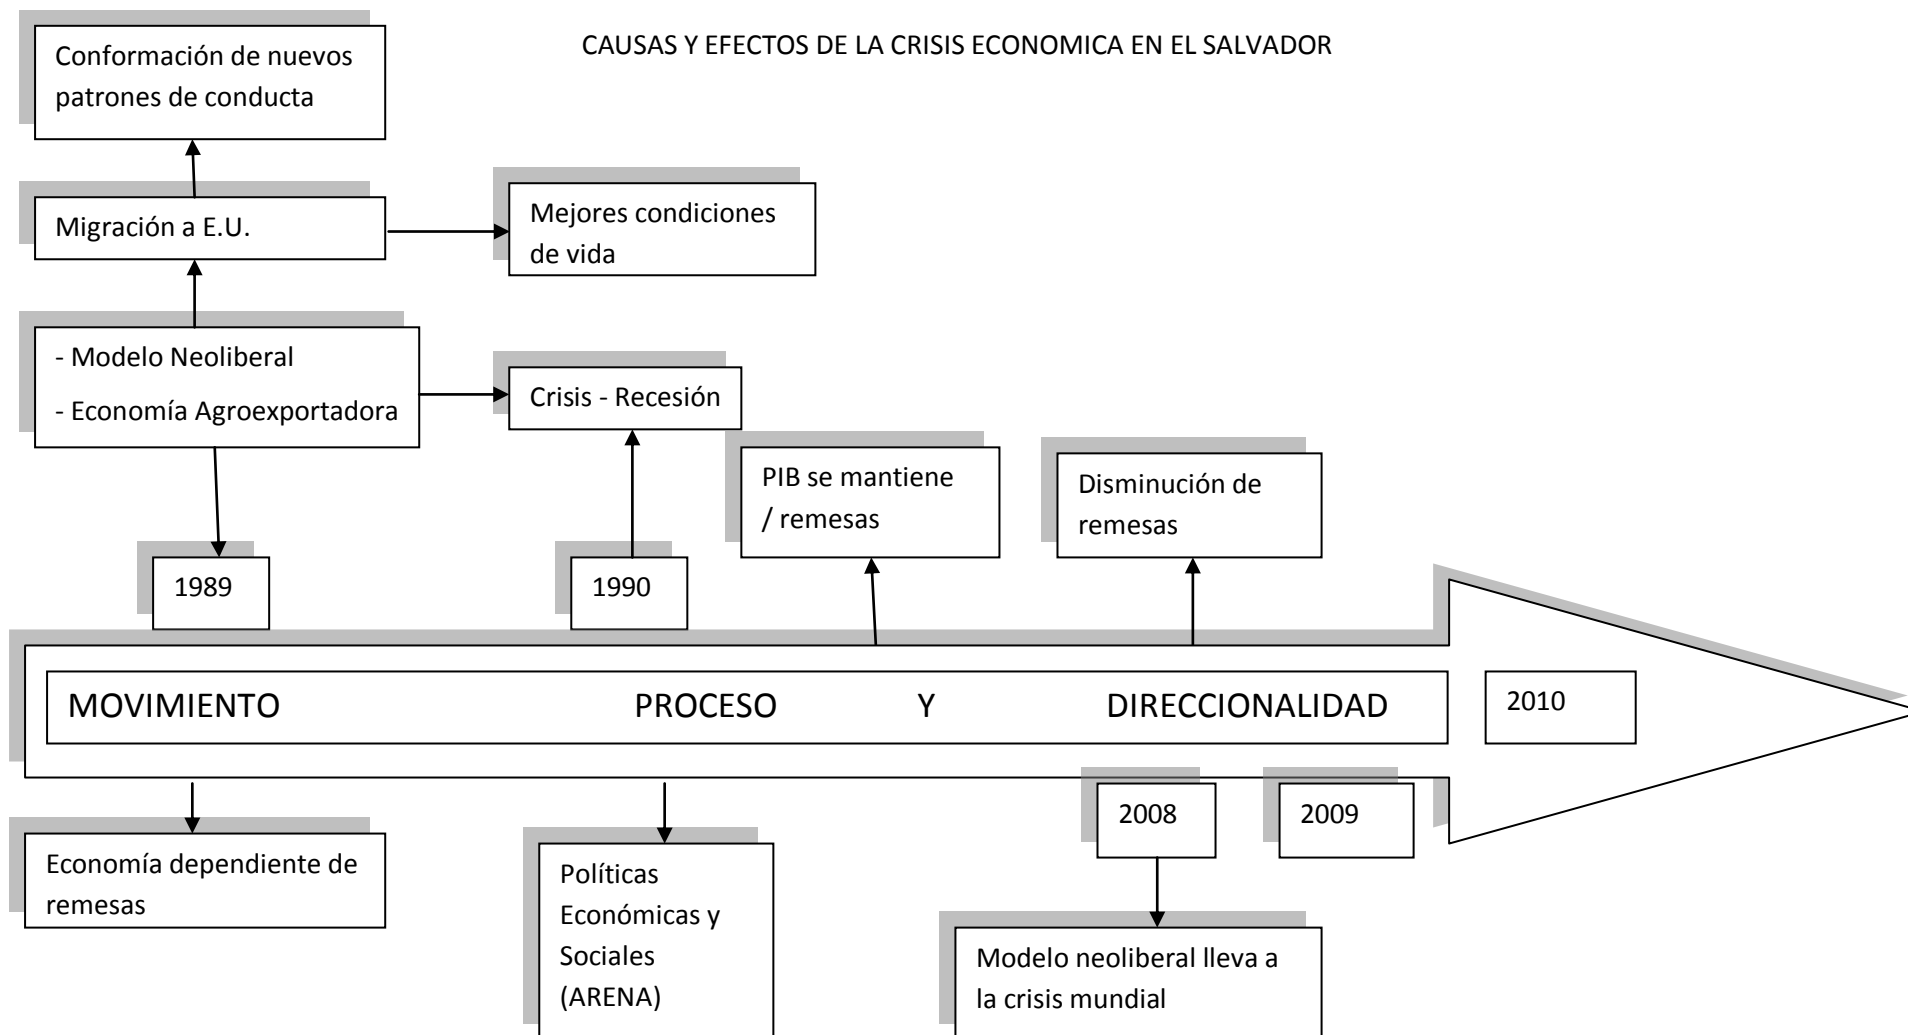 CAUSAS Y EFECTOS DE LA CRISIS ECONOMICA EN EL SALVADOR
Conformación de nuevos
patrones de conducta
Migración a E.U.
Mejores condiciones
de vida
- Modelo Neoliberal
- Economía Agroexportadora
Crisis - Recesión
PIB se mantiene
/ remesas
Disminución de
remesas
1989
1990
MOVIMIENTO PROCESO Y DIRECCIONALIDAD
2010
2008
2009
Economía dependiente de
remesas
Políticas
Económicas y
Sociales
(ARENA)
Modelo neoliberal lleva a
la crisis mundial